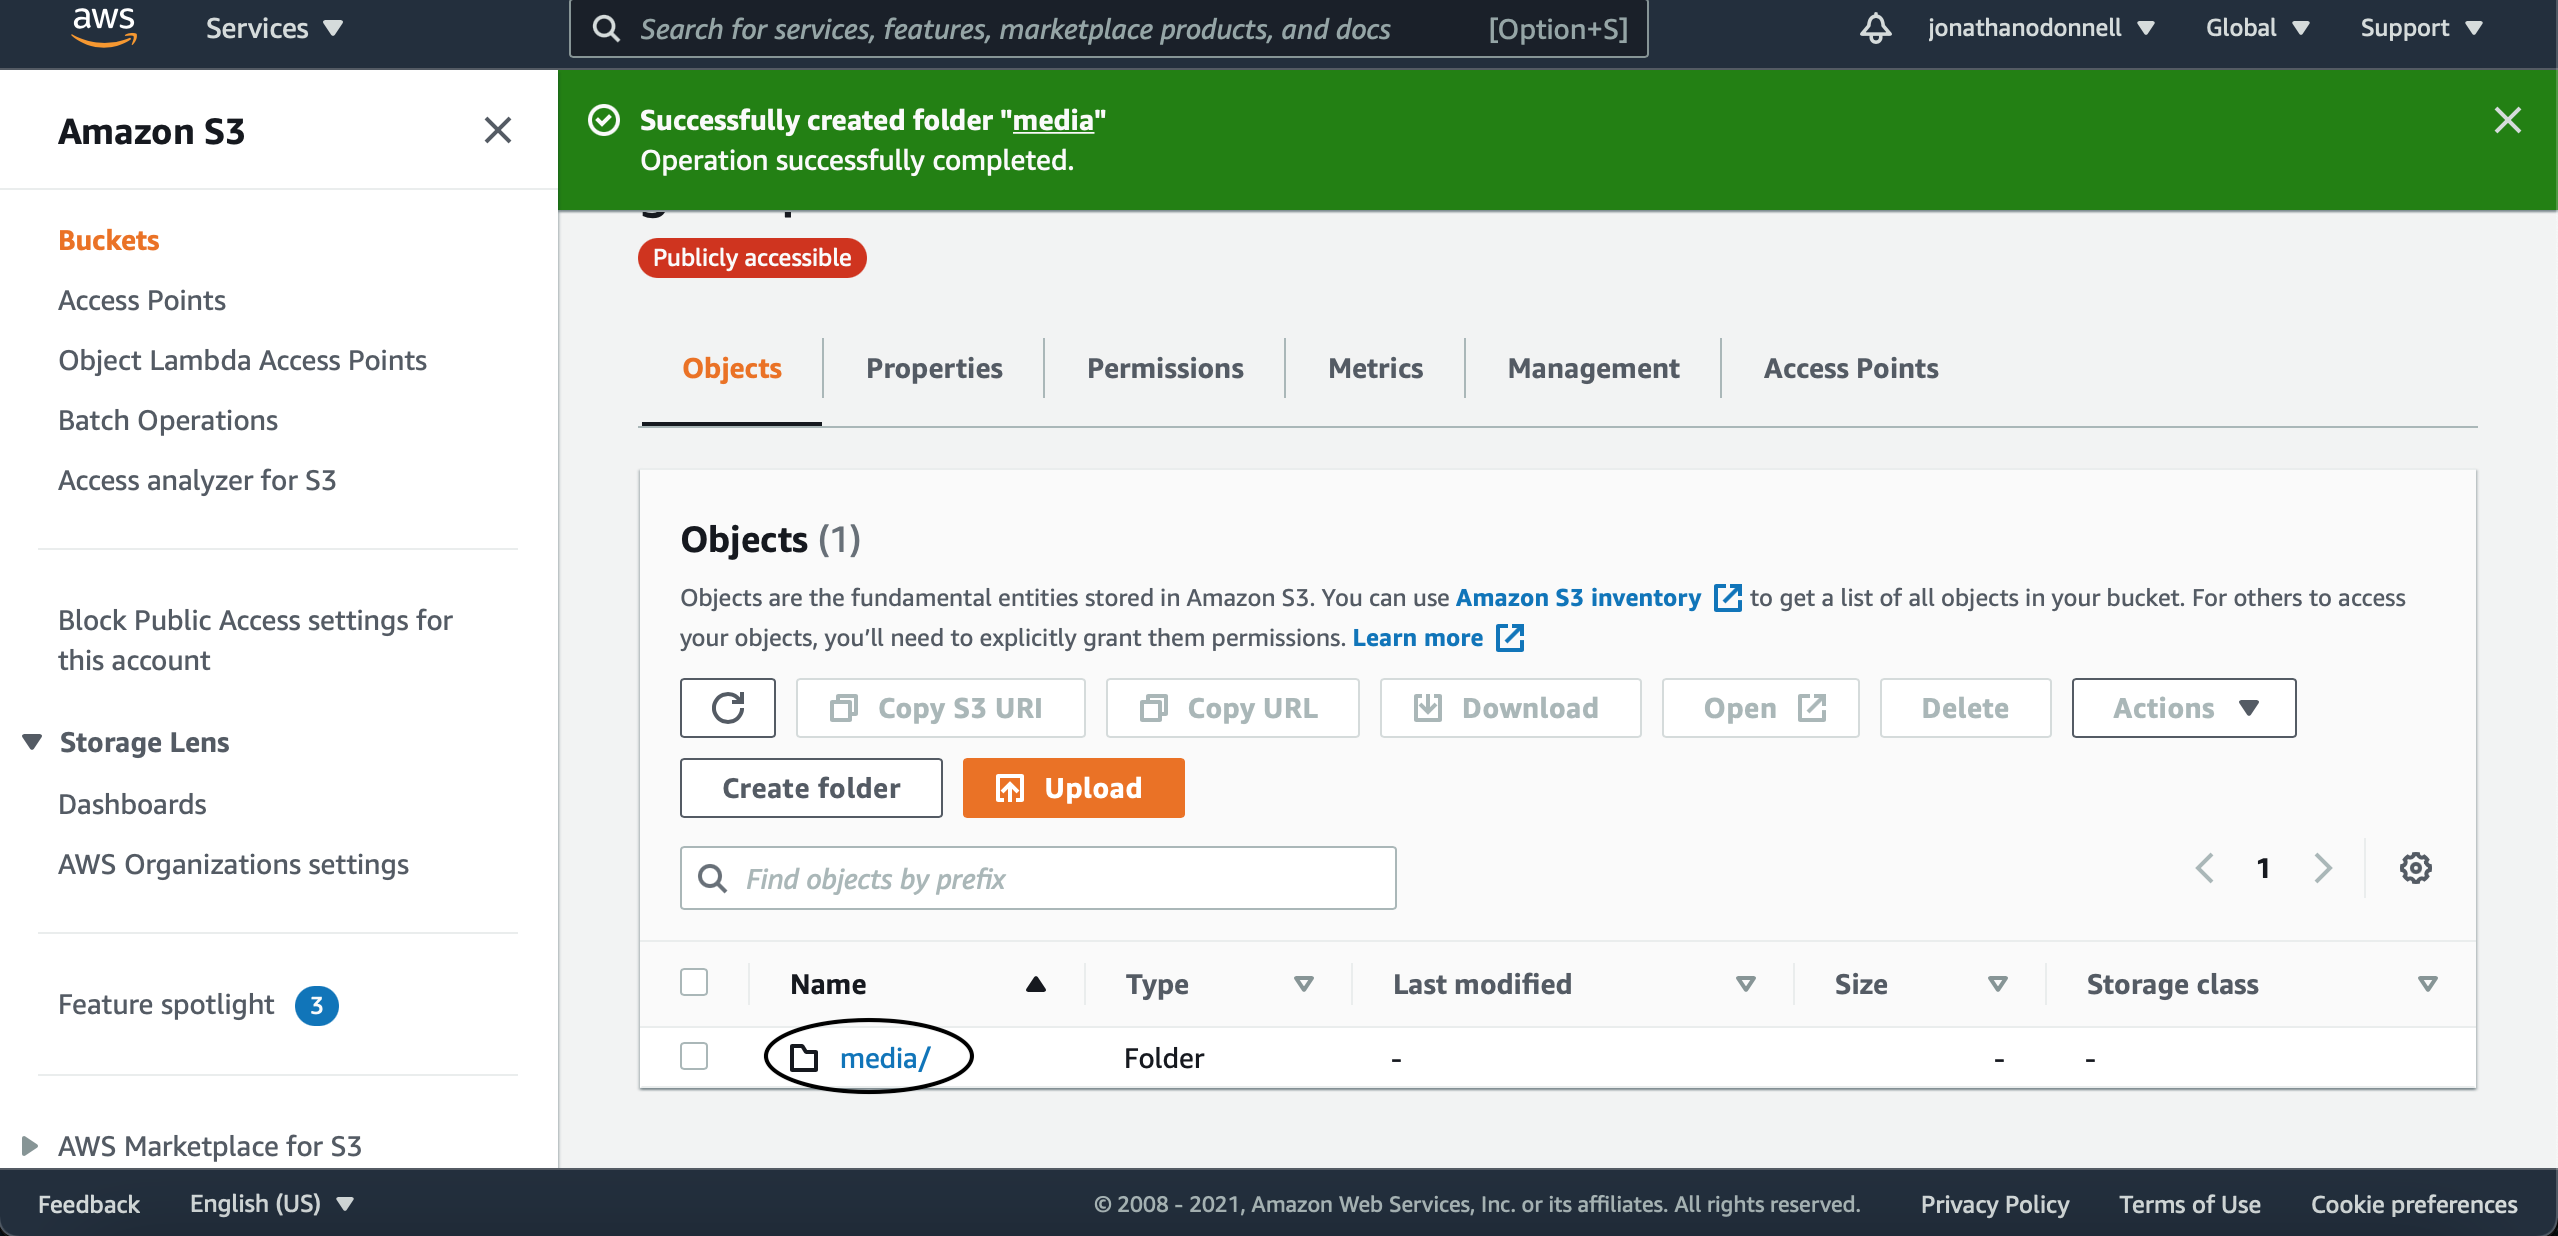 aws Services Search for services, features, marketplace products, and docs [Option+S] jonathanodonnell Global Support
Amazon S3
Buckets
Access Points
Object Lambda Access Points
Batch Operations
Access analyzer for S3
Block Public Access settings for
this account
Storage Lens
Dashboards
AWS Organizations settings
Feature spotlight 3
AWS Marketplace for S3
Successfully created folder "media"
Operation successfully completed.
Publicly accessible
Objects Properties Permissions Metrics Management Access Points
Objects (1)
Objects are the fundamental entities stored in Amazon S3. You can use Amazon S3 inventory to get a list of all objects in your bucket. For others to access
your objects, you’ll need to explicitly grant them permissions. Learn more
Copy S3 URI Copy URL Download Open Delete Actions
Create folder Upload
Find objects by prefix 1
Name Type Last modified Size Storage class
media/ Folder - - -
Feedback English (US) © 2008 - 2021, Amazon Web Services, Inc. or its affiliates. All rights reserved. Privacy Policy Terms of Use Cookie preferences